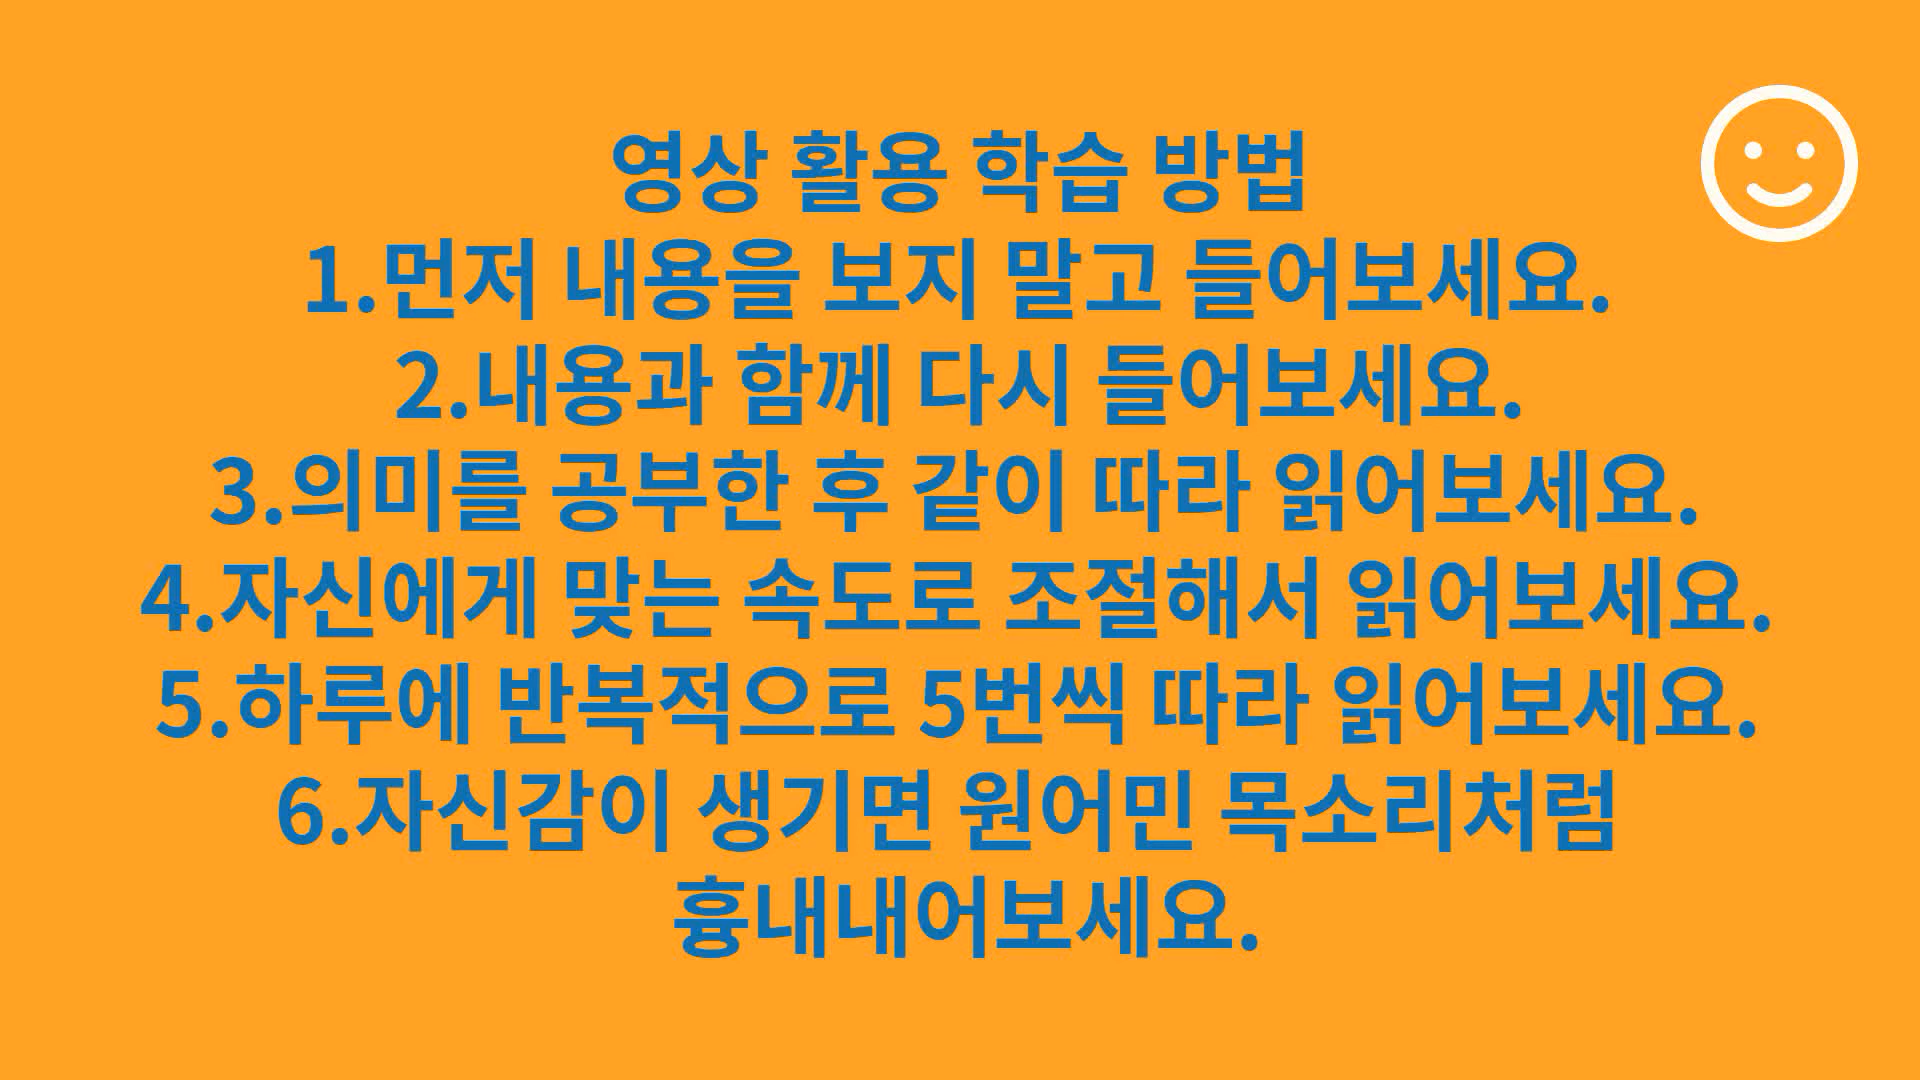 영상 활용 학습 방법
1.먼저 내용을 보지 말고 들어보세요.
2.내용과 함께 다시 들어보세요.
3.의미를 공부한 후 같이 따라 읽어보세요.
4.자신에게 맞는 속도로 조절해서 읽어보세요.
5.하루에 반복적으로 5번씩 따라 읽어보세요.
6.자신감이 생기면 원어민 목소리처럼
흉내내어보세요.